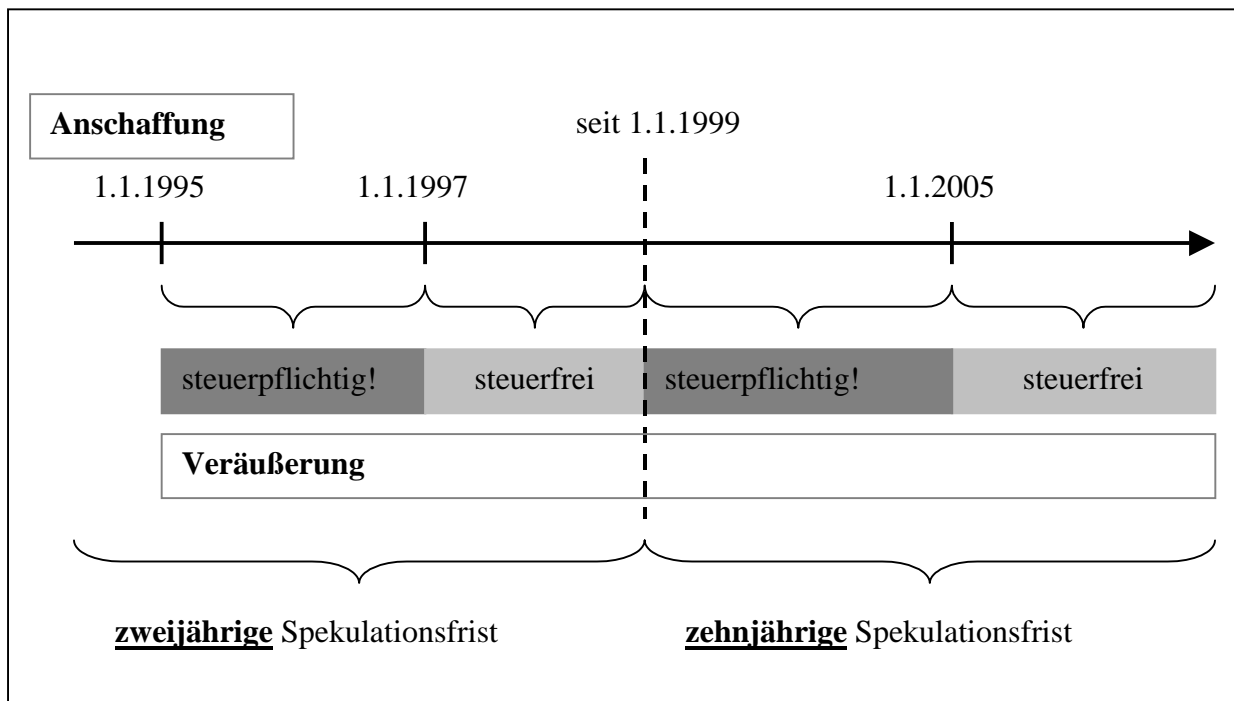 Anschaffung
seit 1.1.1999
1.1.1995 1.1.1997 1.1.2005
steuerpflichtig! steuerfrei steuerpflichtig! steuerfrei
Veräußerung
zweijährige Spekulationsfrist zehnjährige Spekulationsfrist